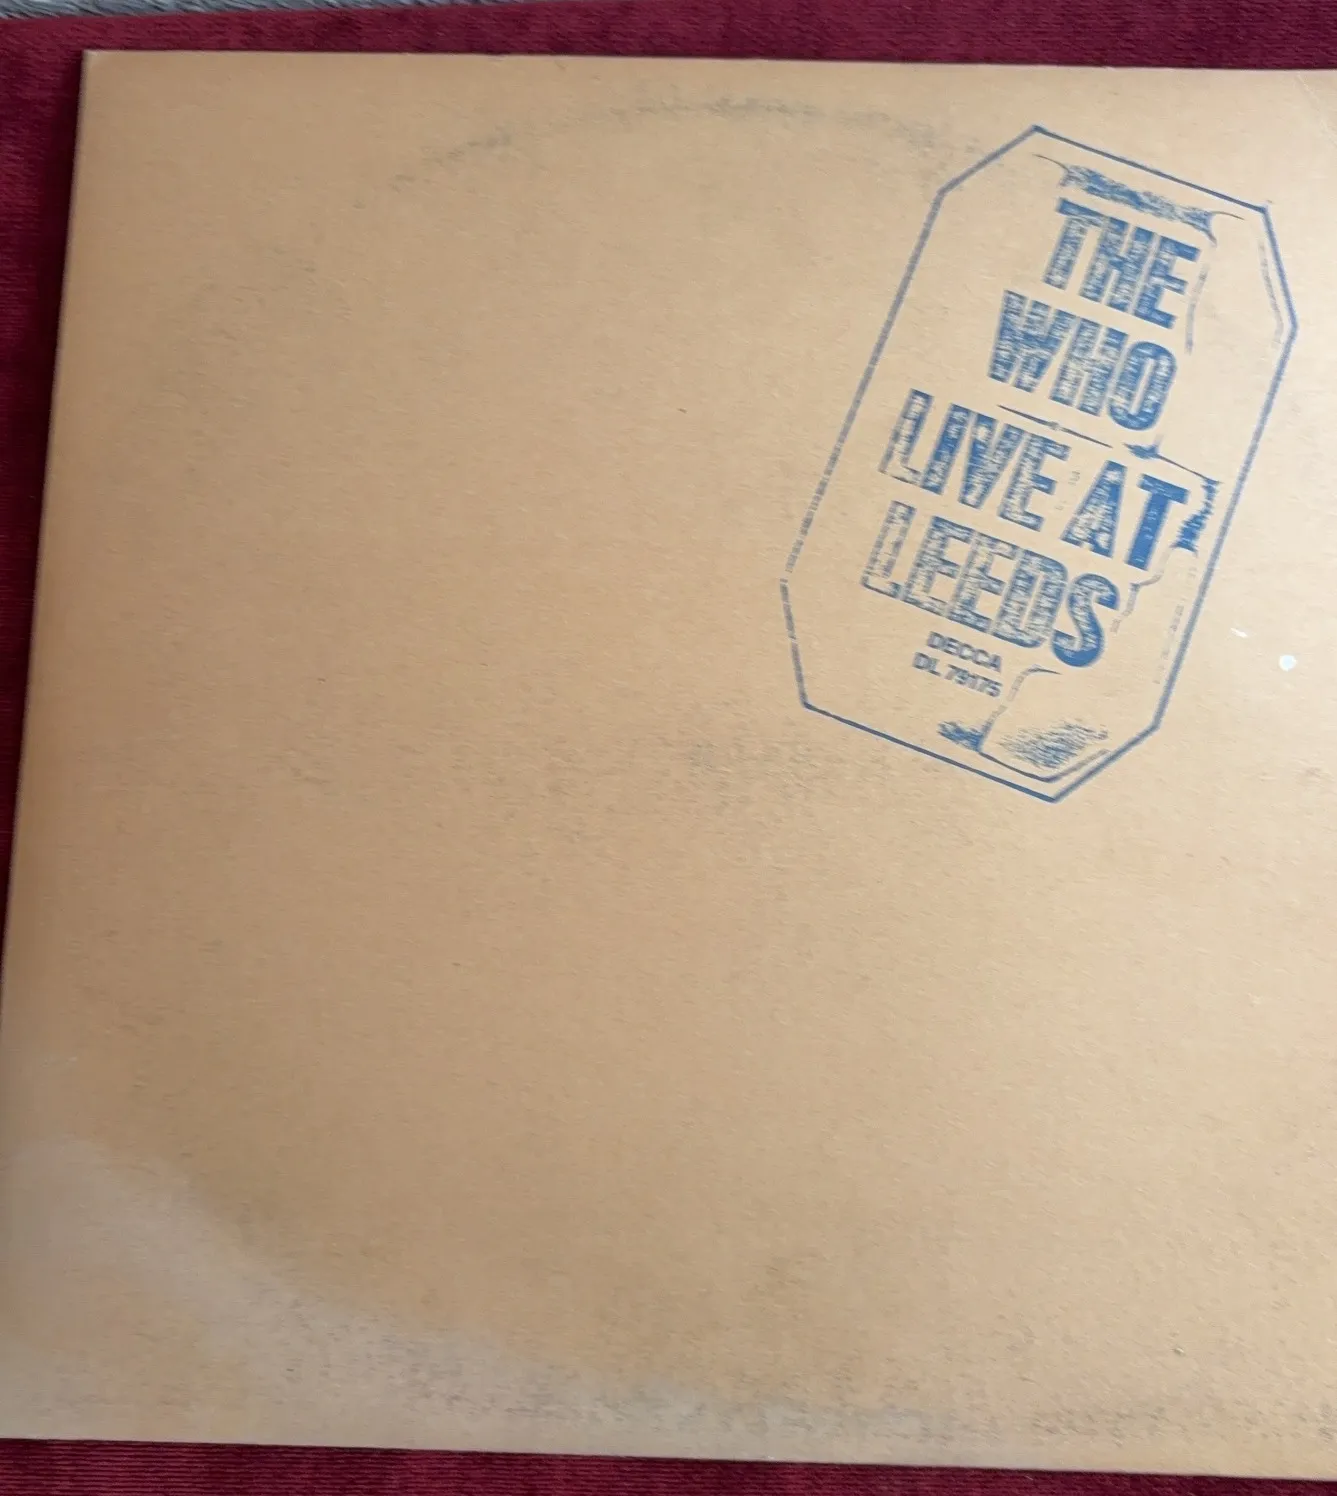 THE
WHO
LIVE AT
LEEDS
DECCA
DL 79175